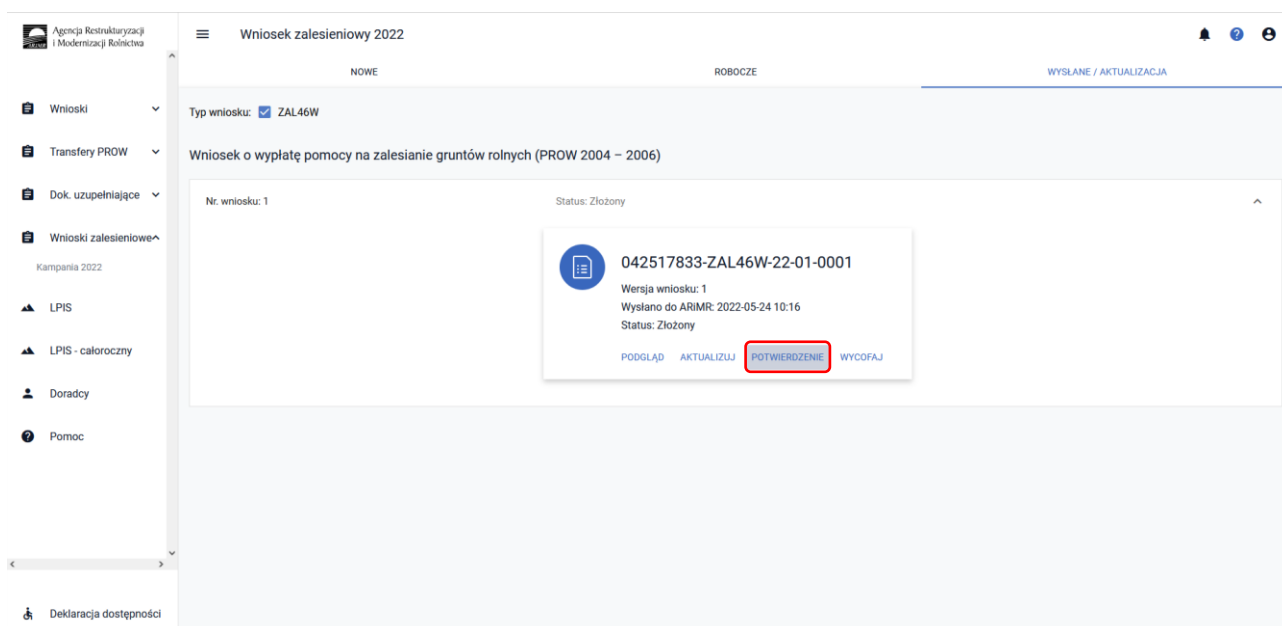 Agencja Restrukturyzacji
i Modernizacji Rolnictwa
ARiMR
Wniosek zalesieniowy 2022
NOWE
ROBOCZE
WYSŁANE / AKTUALIZACJA
Wnioski
Transfery PROW
Dok. uzupełniające
Wnioski zalesieniowe
Kampania 2022
LPIS
LPIS - całoroczny
Doradcy
Pomoc
Deklaracja dostępności
Typ wniosku: ZAL46W
Wniosek o wypłatę pomocy na zalesianie gruntów rolnych (PROW 2004 – 2006)
Nr. wniosku: 1
Status: Złożony
042517833-ZAL46W-22-01-0001
Wersja wniosku: 1
Wysłano do ARiMR: 2022-05-24 10:16
Status: Złożony
PODGLĄD AKTUALIZUJ POTWIERDZENIE WYCOFAJ